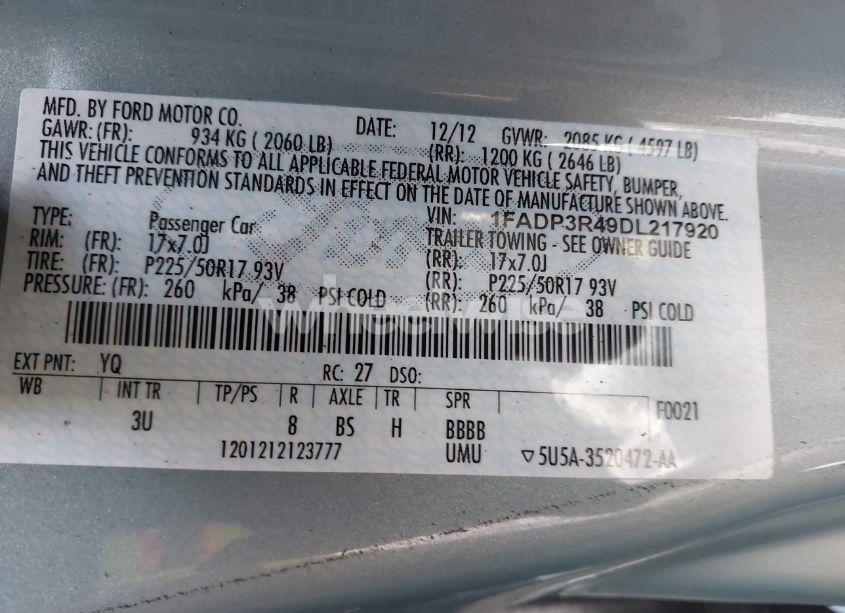 MFD. BY FORD MOTOR CO. DATE: 12/12 GVWR: 2085 KG ( 4597 LB)
GAWR: (FR): 934 KG ( 2060 LB) (RR): 1200 KG ( 2646 LB)
THIS VEHICLE CONFORMS TO ALL APPLICABLE FEDERAL MOTOR VEHICLE SAFETY, BUMPER,
AND THEFT PREVENTION STANDARDS IN EFFECT ON THE DATE OF MANUFACTURE SHOWN ABOVE.
VIN: 1FADP3R49DL217920
TYPE: Passenger Car TRAILER TOWING - SEE OWNER GUIDE
RIM: (FR): 17x7.0J (RR): 17x7.0J
TIRE: (FR): P225/50R17 93V (RR): P225/50R17 93V
PRESSURE: (FR): 260 kPa/ 38 PSI COLD (RR): 260 kPa/ 38 PSI COLD
EXT PNT: YQ RC: 27 DSO:
WB INT TR TP/PS R AXLE TR SPR F0021
3U 8 BS H BBBB
1201212123777 UMU ▽5U5A-3520472-AA